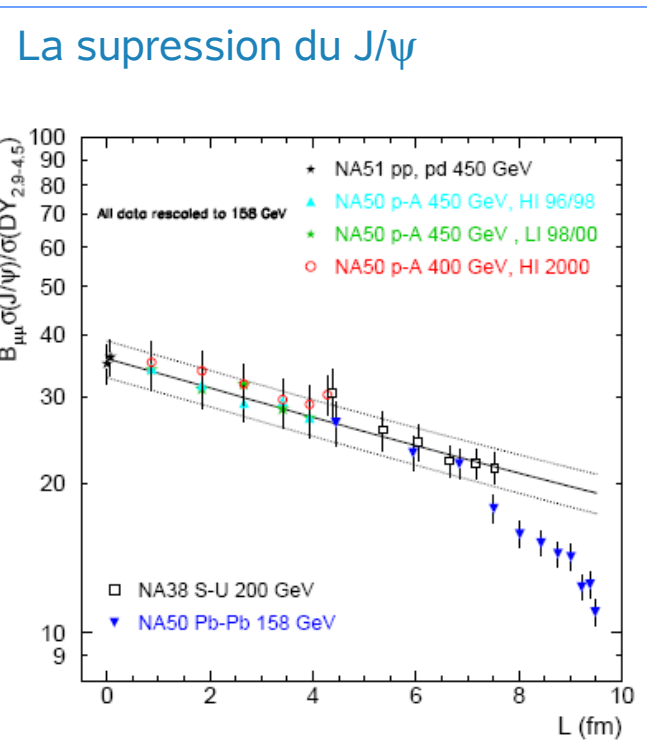 La supression du J/ψ
B_μμσ(J/ψ)/σ(DY_2.9-4.5)
100
90
80
70
60
50
40
30
20
10
9
★ NA51 pp, pd 450 GeV
All data rescaled to 158 GeV
▲ NA50 p-A 450 GeV, HI 96/98
★ NA50 p-A 450 GeV , LI 98/00
○ NA50 p-A 400 GeV, HI 2000
□ NA38 S-U 200 GeV
▼ NA50 Pb-Pb 158 GeV
0 2 4 6 8 10
L (fm)